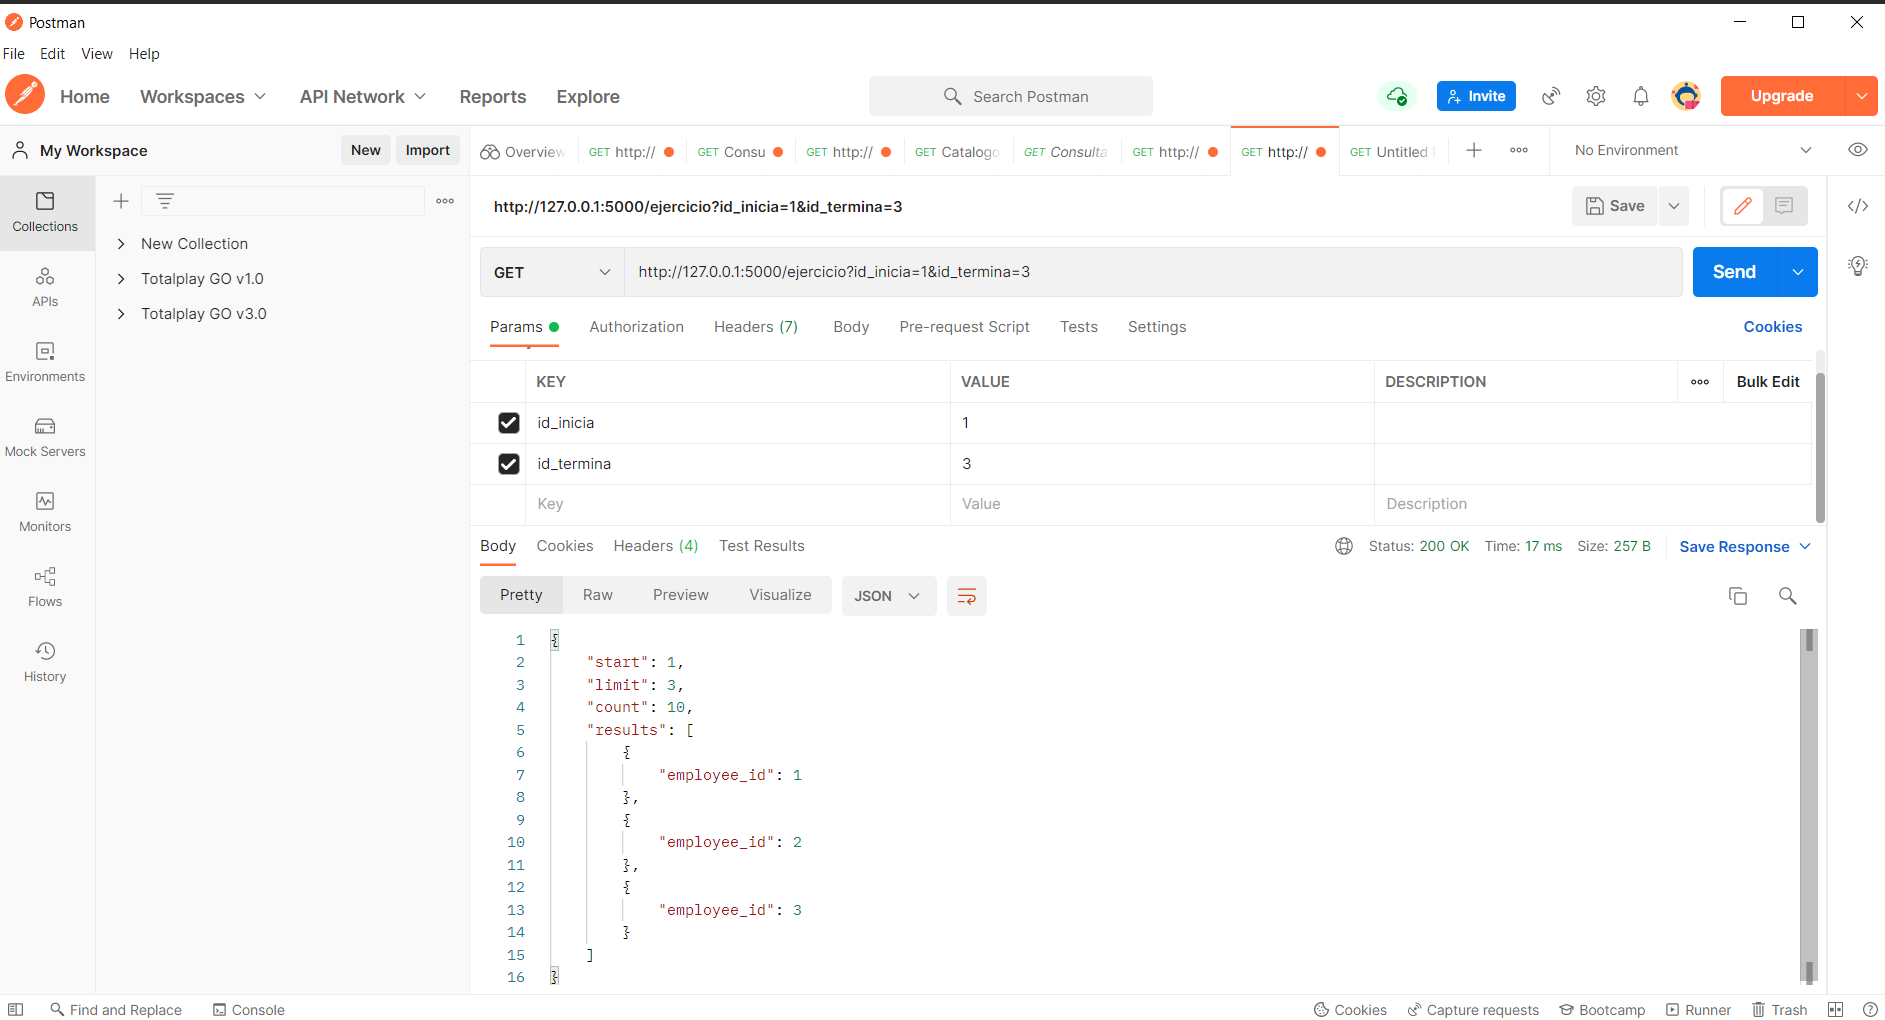 Postman
File Edit View Help
Home Workspaces API Network Reports Explore Search Postman Invite Upgrade
My Workspace New Import
Overview GET http:// GET Consu GET http:// GET Catalogo GET Consulta GET http:// GET http:// GET Untitled No Environment
Collections
APIs
Environments
Mock Servers
Monitors
Flows
History
New Collection
Totalplay GO v1.0
Totalplay GO v3.0
http://127.0.0.1:5000/ejercicio?id_inicia=1&id_termina=3 Save
GET http://127.0.0.1:5000/ejercicio?id_inicia=1&id_termina=3 Send
Params Authorization Headers (7) Body Pre-request Script Tests Settings Cookies
KEY VALUE DESCRIPTION Bulk Edit
id_inicia 1
id_termina 3
Key Value Description
Body Cookies Headers (4) Test Results Status: 200 OK Time: 17 ms Size: 257 B Save Response
Pretty Raw Preview Visualize JSON
1 {
2 "start": 1,
3 "limit": 3,
4 "count": 10,
5 "results": [
6 {
7 "employee_id": 1
8 },
9 {
10 "employee_id": 2
11 },
12 {
13 "employee_id": 3
14 }
15 ]
16 }
Find and Replace Console Cookies Capture requests Bootcamp Runner Trash